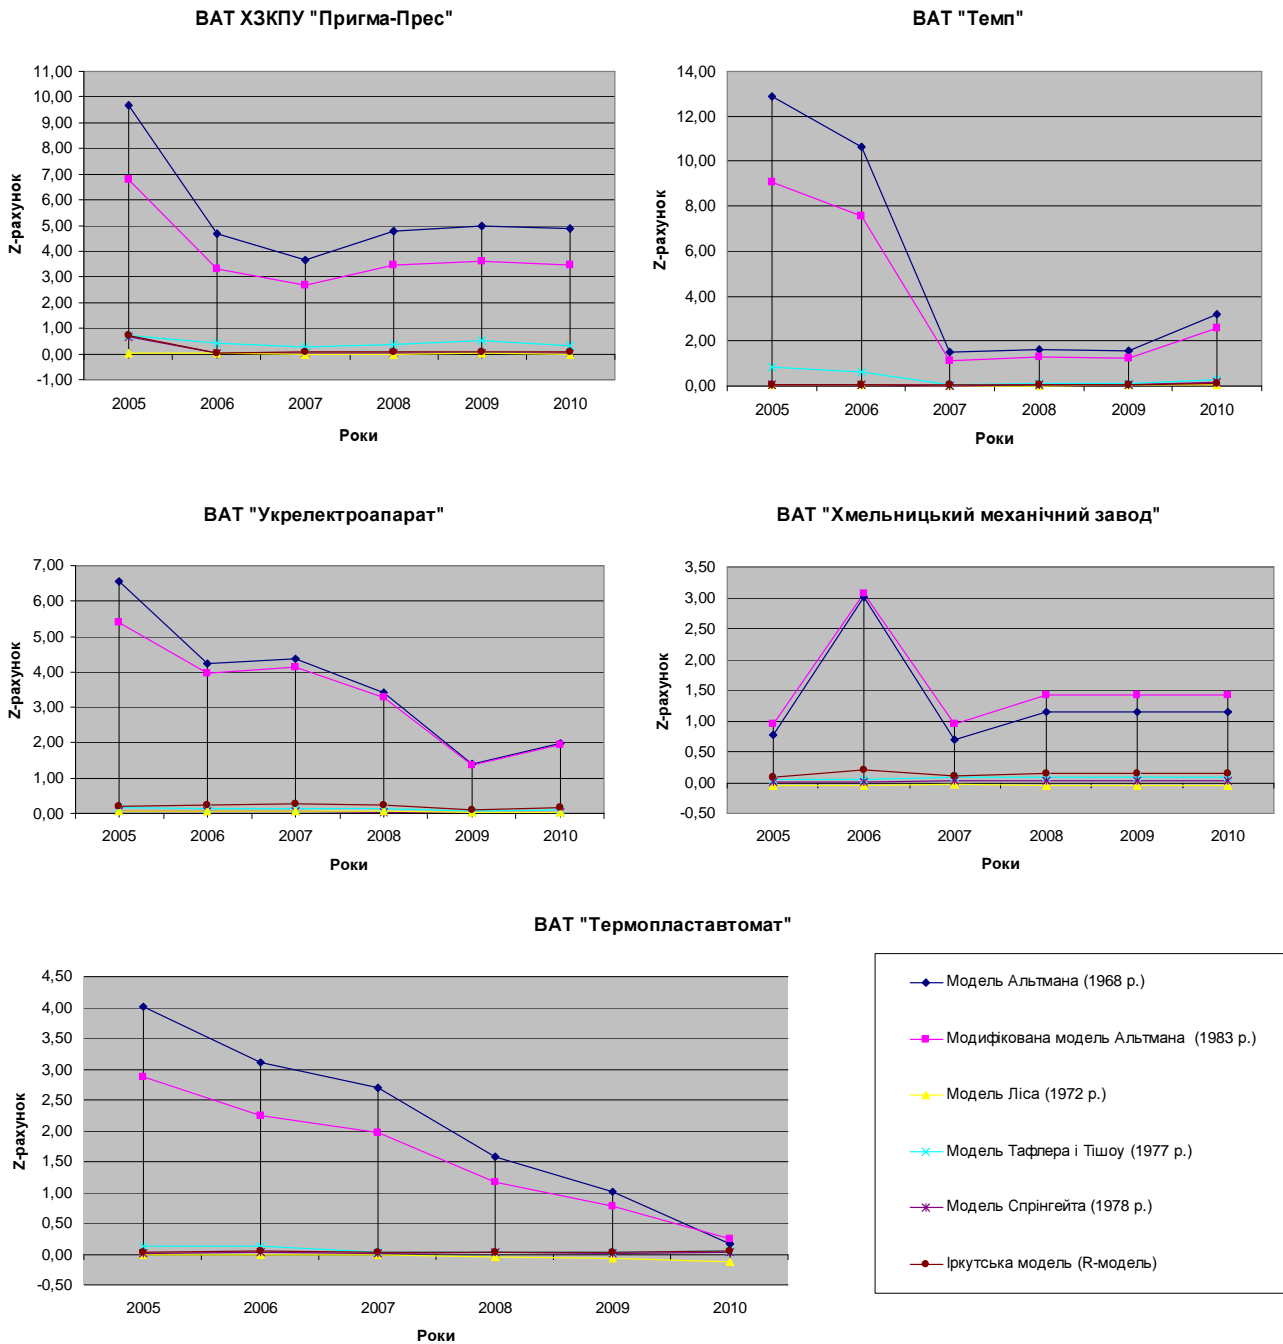 ВАТ ХЗКПУ "Пригма-Прес"
11,00
10,00
9,00
8,00
7,00
6,00
5,00
4,00
3,00
2,00
1,00
0,00
-1,00
Z-рахунок
2005 2006 2007 2008 2009 2010
Роки
ВАТ "Темп"
14,00
12,00
10,00
8,00
6,00
4,00
2,00
0,00
Z-рахунок
2005 2006 2007 2008 2009 2010
Роки
ВАТ "Укрелектроапарат"
7,00
6,00
5,00
4,00
3,00
2,00
1,00
0,00
Z-рахунок
2005 2006 2007 2008 2009 2010
Роки
ВАТ "Хмельницький механічний завод"
3,50
3,00
2,50
2,00
1,50
1,00
0,50
0,00
-0,50
Z-рахунок
2005 2006 2007 2008 2009 2010
Роки
ВАТ "Термопластавтомат"
4,50
4,00
3,50
3,00
2,50
2,00
1,50
1,00
0,50
0,00
-0,50
Z-рахунок
2005 2006 2007 2008 2009 2010
Роки
Модель Альтмана (1968 р.)
Модифікована модель Альтмана (1983 р.)
Модель Ліса (1972 р.)
Модель Тафлера і Тішоу (1977 р.)
Модель Спрінгейта (1978 р.)
Іркутська модель (R-модель)